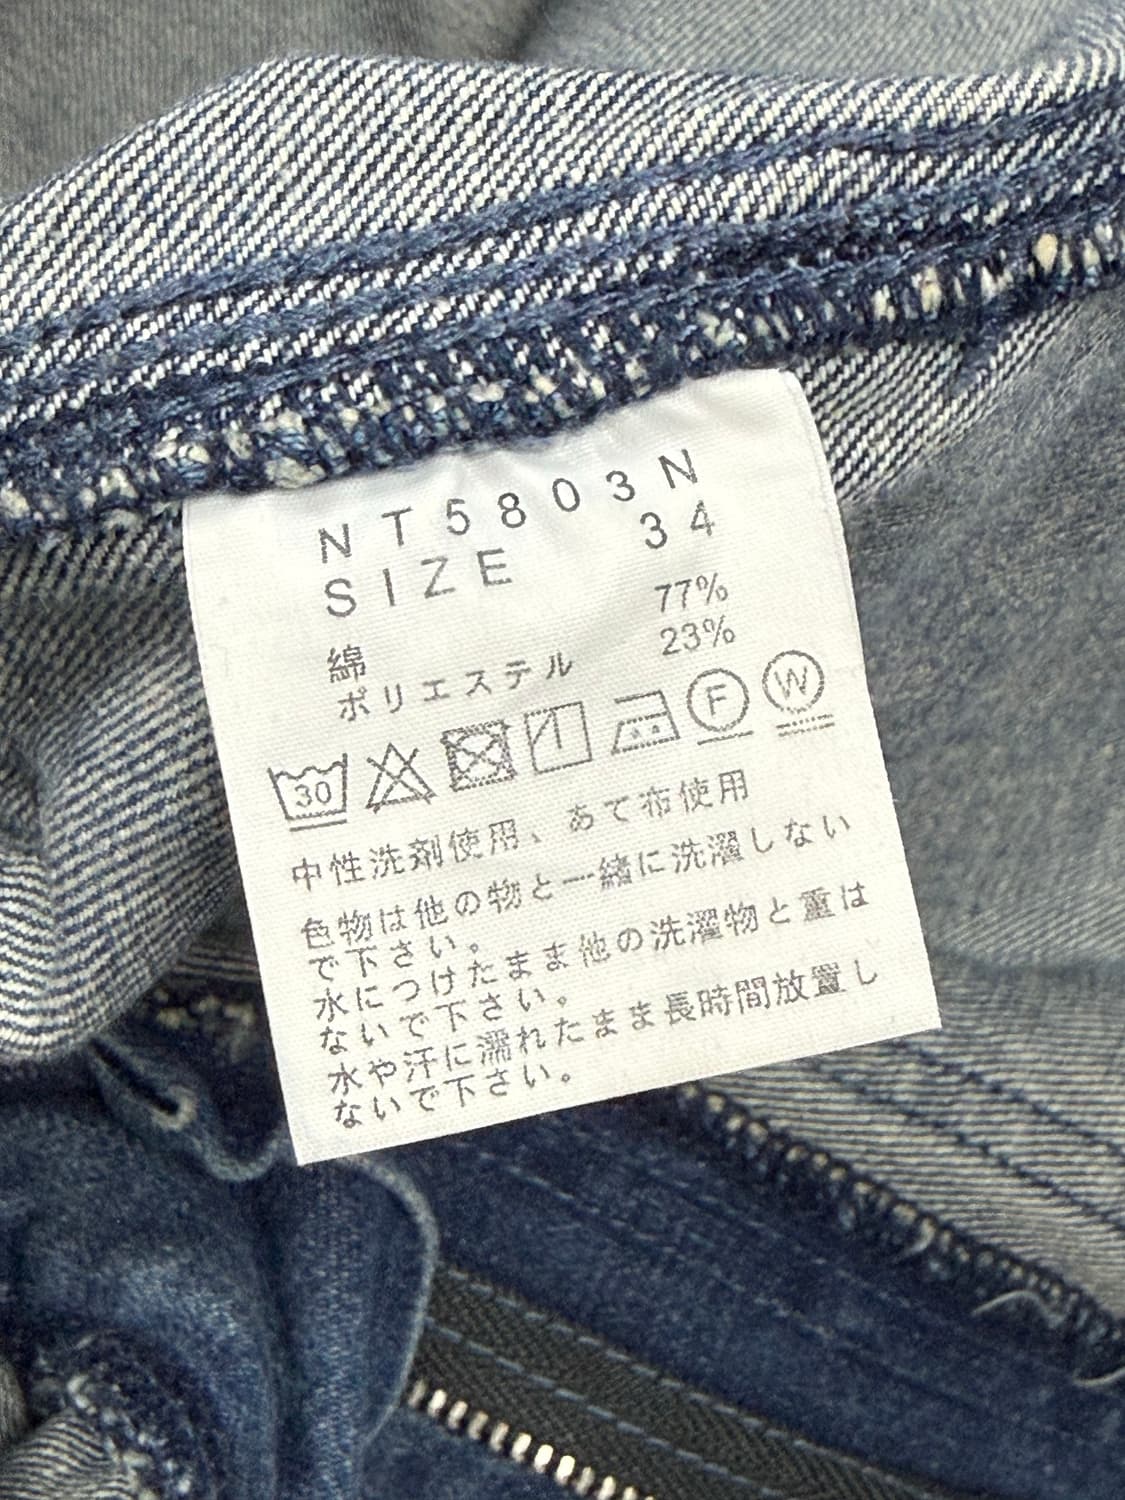 NT5803N
SIZE 34
綿 77%
ポリエステル 23%
30 F W
中性洗剤使用、あて布使用
色物は他の物と一緒に洗濯しない
で下さい。
水につけたまま他の洗濯物と重は
ないで下さい。
水や汗に濡れたまま長時間放置し
ないで下さい。